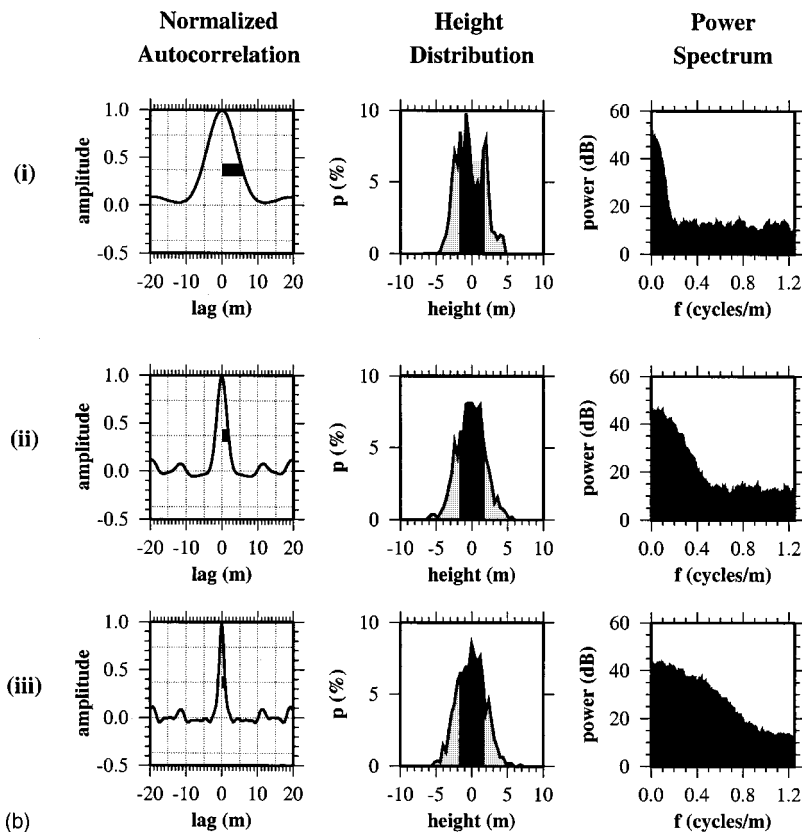 Normalized Autocorrelation
Height Distribution
Power Spectrum
(i)
amplitude
1.0
0.5
0.0
-0.5
-20 -10 0 10 20
lag (m)
p (%)
10
5
0
-10 -5 0 5 10
height (m)
power (dB)
60
40
20
0
0.0 0.4 0.8 1.2
f (cycles/m)
(ii)
amplitude
1.0
0.5
0.0
-0.5
-20 -10 0 10 20
lag (m)
p (%)
10
5
0
-10 -5 0 5 10
height (m)
power (dB)
60
40
20
0
0.0 0.4 0.8 1.2
f (cycles/m)
(iii)
amplitude
1.0
0.5
0.0
-0.5
-20 -10 0 10 20
lag (m)
p (%)
10
5
0
-10 -5 0 5 10
height (m)
power (dB)
60
40
20
0
0.0 0.4 0.8 1.2
f (cycles/m)
(b)